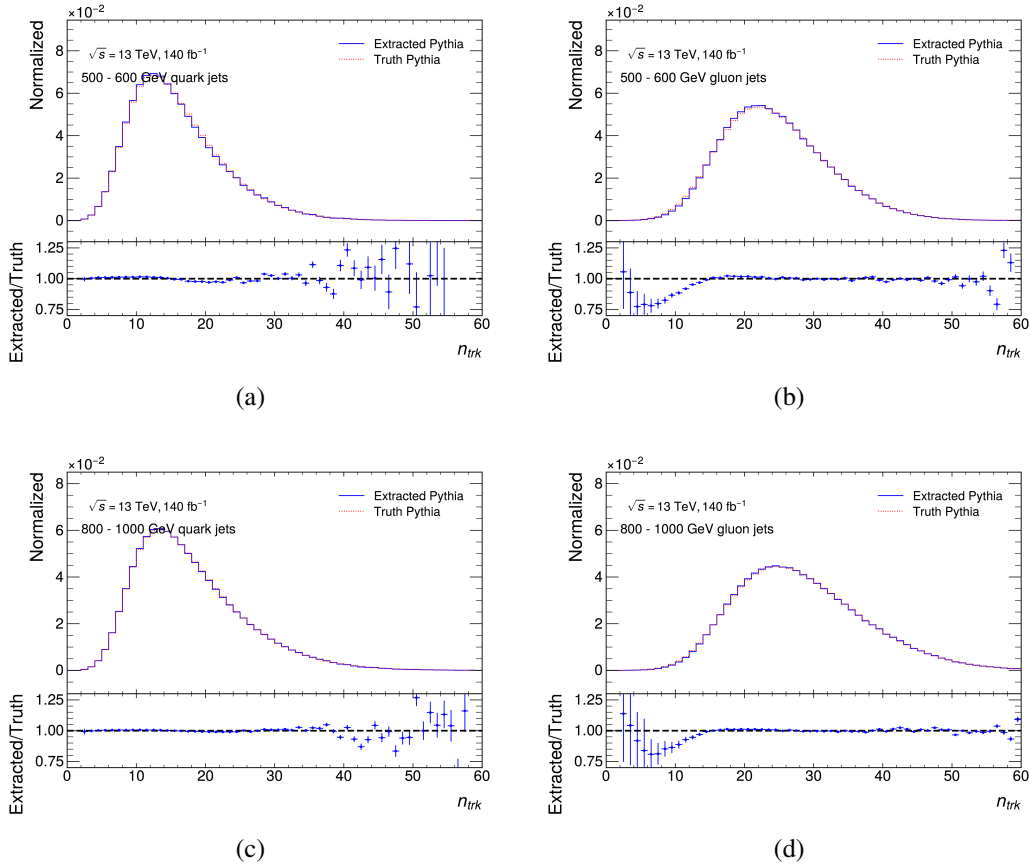 ×10⁻²
Normalized
8
6
4
2
0
√s = 13 TeV, 140 fb⁻¹
500 - 600 GeV quark jets
Extracted Pythia
Truth Pythia
Extracted/Truth
1.25
1.00
0.75
0 10 20 30 40 50 60
n_trk
(a)
×10⁻²
Normalized
8
6
4
2
0
√s = 13 TeV, 140 fb⁻¹
500 - 600 GeV gluon jets
Extracted Pythia
Truth Pythia
Extracted/Truth
1.25
1.00
0.75
0 10 20 30 40 50 60
n_trk
(b)
×10⁻²
Normalized
8
6
4
2
0
√s = 13 TeV, 140 fb⁻¹
800 - 1000 GeV quark jets
Extracted Pythia
Truth Pythia
Extracted/Truth
1.25
1.00
0.75
0 10 20 30 40 50 60
n_trk
(c)
×10⁻²
Normalized
8
6
4
2
0
√s = 13 TeV, 140 fb⁻¹
800 - 1000 GeV gluon jets
Extracted Pythia
Truth Pythia
Extracted/Truth
1.25
1.00
0.75
0 10 20 30 40 50 60
n_trk
(d)